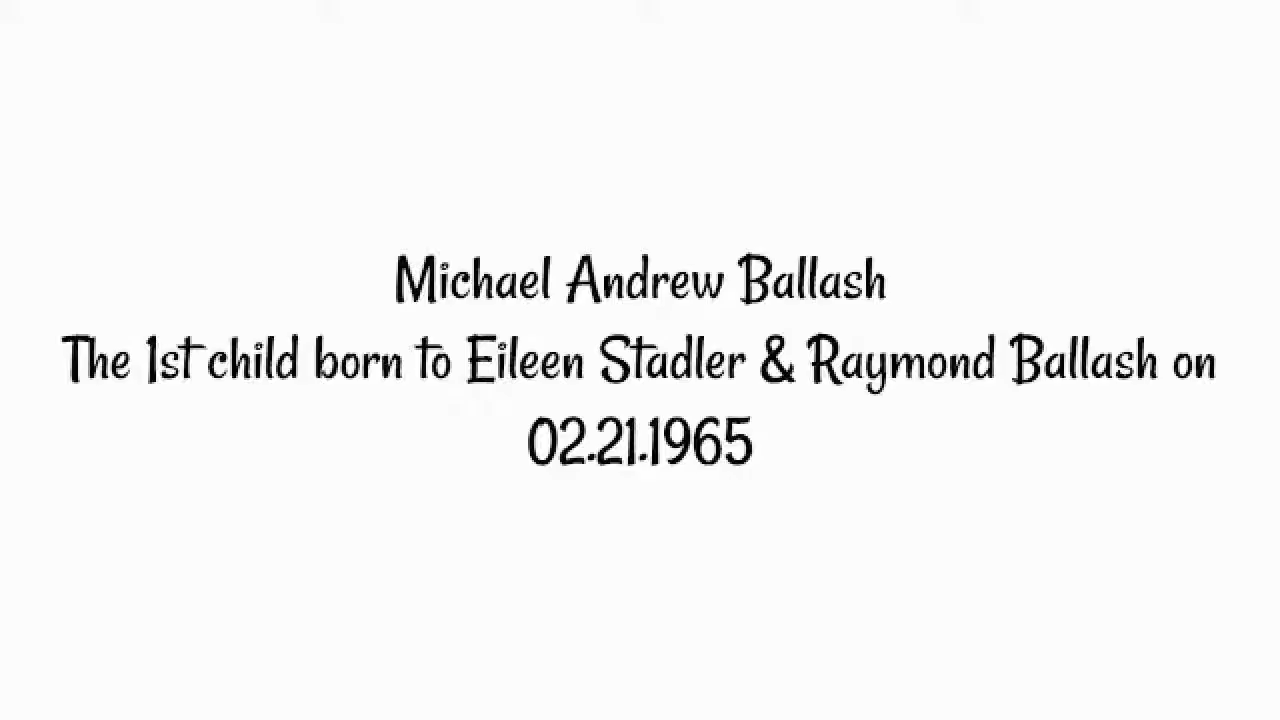 Michael Andrew Ballash
The 1st child born to Eileen Stadler & Raymond Ballash on
02.21.1965